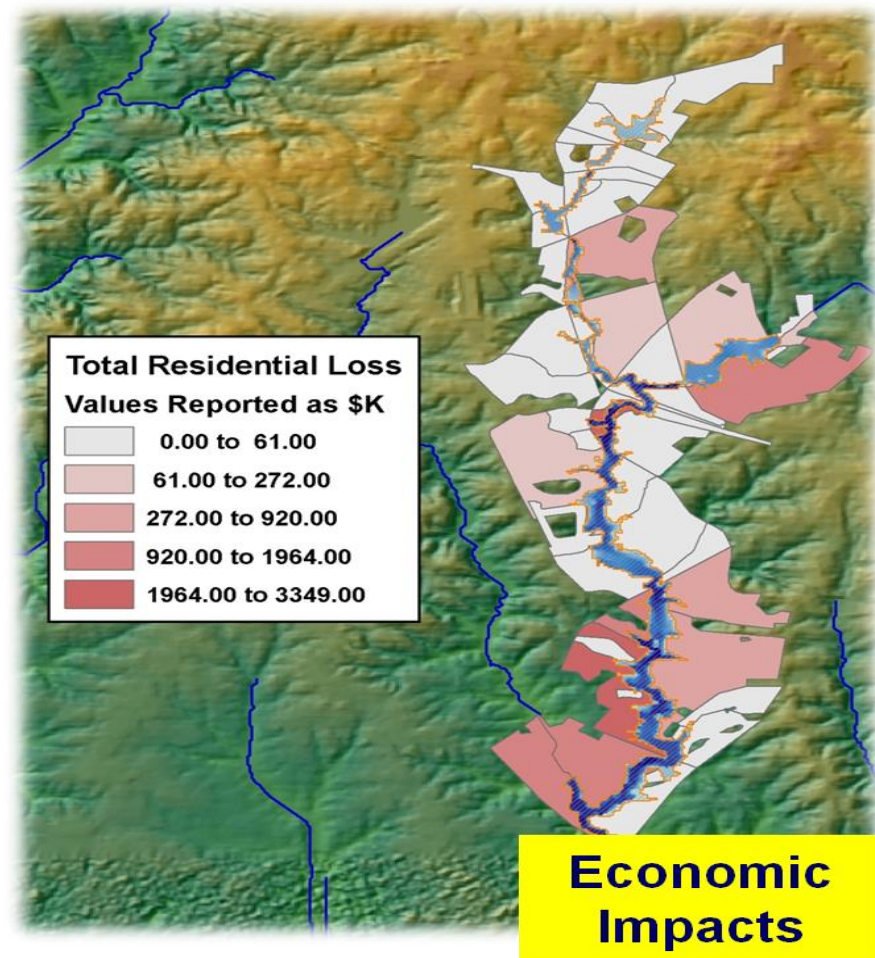 Total Residential Loss
Values Reported as $K
0.00 to 61.00
61.00 to 272.00
272.00 to 920.00
920.00 to 1964.00
1964.00 to 3349.00
Economic
Impacts